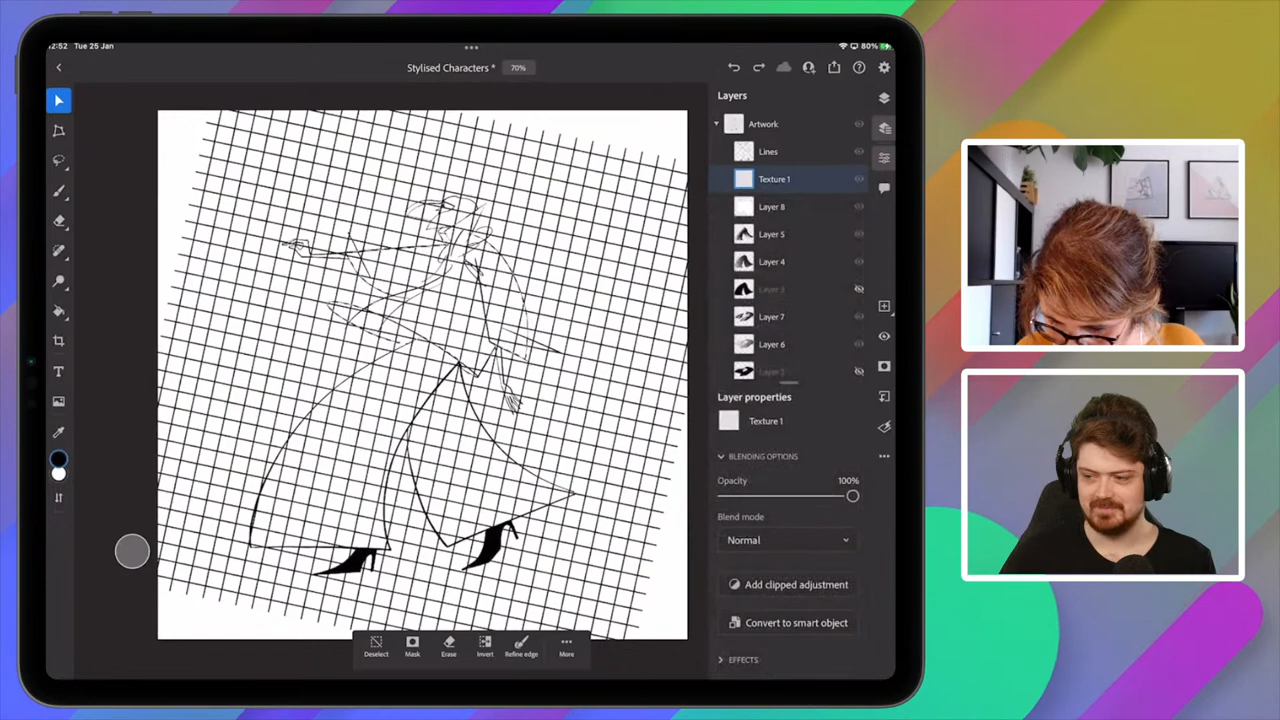 12:52 Tue 25 Jan
80%
Stylised Characters * 70%
Layers
Artwork
Lines
Texture 1
Layer 8
Layer 5
Layer 4
Layer 3
Layer 7
Layer 6
Layer 2
Layer properties
Texture 1
BLENDING OPTIONS
Opacity 100%
Blend mode
Normal
Add clipped adjustment
Convert to smart object
EFFECTS
Deselect Mask Erase Invert Refine edge More